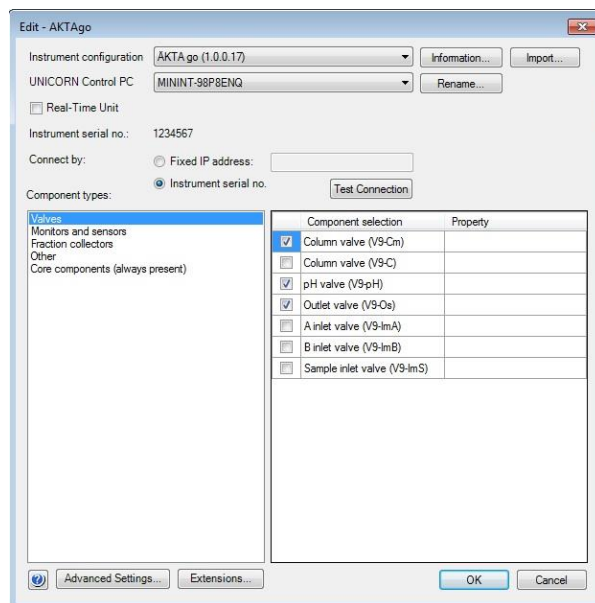 Edit - AKTAgo
Instrument configuration
ÄKTA go (1.0.0.17)
Information...
Import...
UNICORN Control PC
MININT-98P8ENQ
Rename...
Real-Time Unit
Instrument serial no.:
1234567
Connect by:
Fixed IP address:
Instrument serial no.
Test Connection
Component types:
Valves
Monitors and sensors
Fraction collectors
Other
Core components (always present)
Component selection
Property
Column valve (V9-Cm)
Column valve (V9-C)
pH valve (V9-pH)
Outlet valve (V9-Os)
A inlet valve (V9-ImA)
B inlet valve (V9-ImB)
Sample inlet valve (V9-ImS)
Advanced Settings...
Extensions...
OK
Cancel